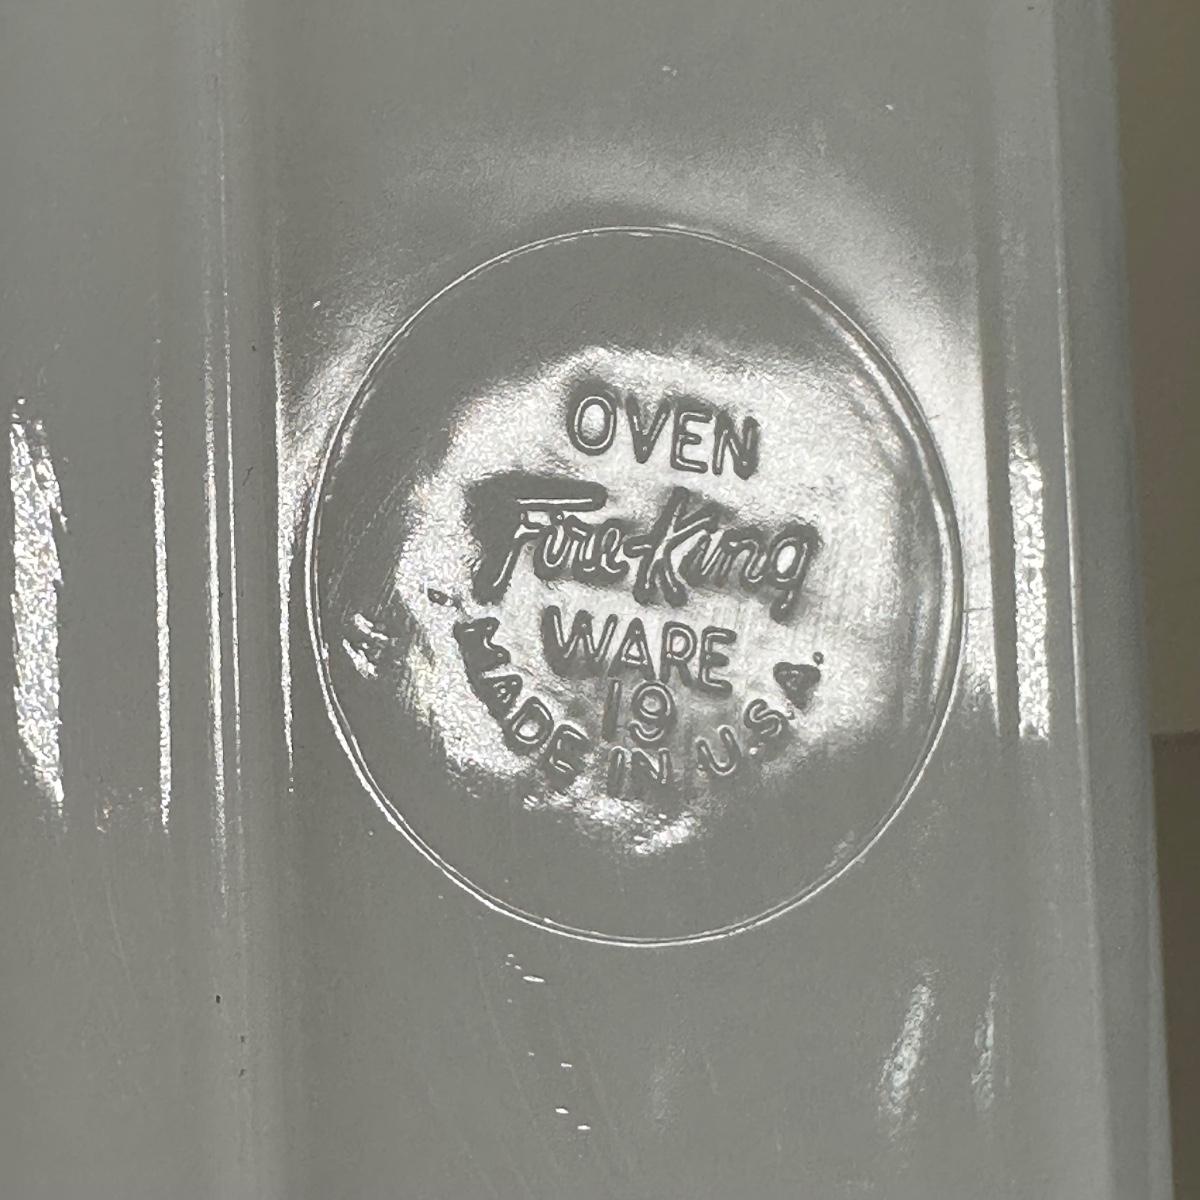 OVEN
Fire-King
WARE
19
MADE IN U.S.A.